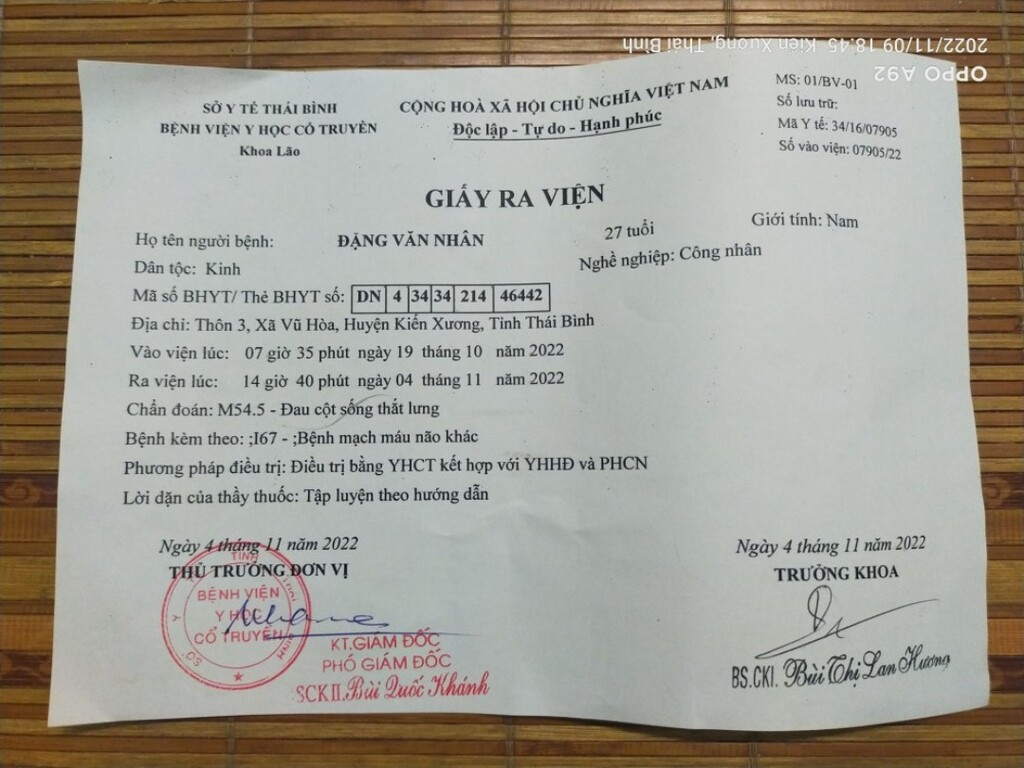 2022/11/09 18:45 Kiến Xương, Thái Bình
OPPO A92
SỞ Y TẾ THÁI BÌNH
BỆNH VIỆN Y HỌC CỔ TRUYỀN
Khoa Lão
CỘNG HOÀ XÃ HỘI CHỦ NGHĨA VIỆT NAM
Độc lập - Tự do - Hạnh phúc
MS: 01/BV-01
Số lưu trữ:
Mã Y tế: 34/16/07905
Số vào viện: 07905/22
GIẤY RA VIỆN
Họ tên người bệnh: ĐẶNG VĂN NHÂN 27 tuổi Giới tính: Nam
Dân tộc: Kinh Nghề nghiệp: Công nhân
Mã số BHYT/ Thẻ BHYT số: DN 4 34 34 214 46442
Địa chỉ: Thôn 3, Xã Vũ Hòa, Huyện Kiến Xương, Tỉnh Thái Bình
Vào viện lúc: 07 giờ 35 phút ngày 19 tháng 10 năm 2022
Ra viện lúc: 14 giờ 40 phút ngày 04 tháng 11 năm 2022
Chẩn đoán: M54.5 - Đau cột sống thắt lưng
Bệnh kèm theo: ;I67 - ;Bệnh mạch máu não khác
Phương pháp điều trị: Điều trị bằng YHCT kết hợp với YHHĐ và PHCN
Lời dặn của thầy thuốc: Tập luyện theo hướng dẫn
Ngày 4 tháng 11 năm 2022
THỦ TRƯỞNG ĐƠN VỊ
BỆNH VIỆN
Y HỌC
CỔ TRUYỀN
KT.GIÁM ĐỐC
PHÓ GIÁM ĐỐC
SCKII.Bùi Quốc Khánh
Ngày 4 tháng 11 năm 2022
TRƯỞNG KHOA
BS.CKI. Bùi Thị Lan Hương